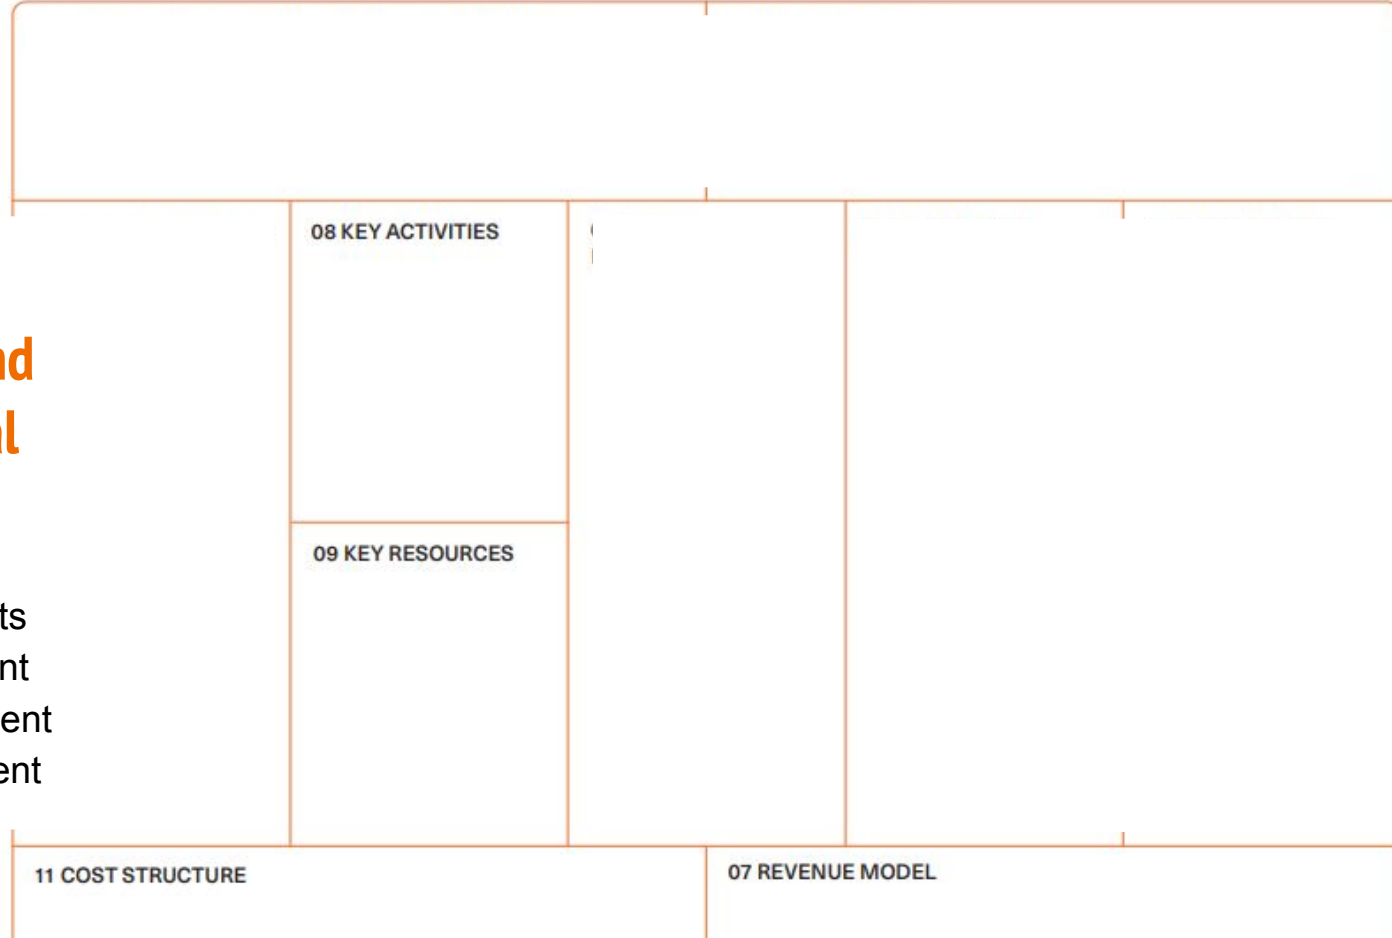 08 KEY ACTIVITIES
nd
al
09 KEY RESOURCES
ts
nt
ent
ent
11 COST STRUCTURE
07 REVENUE MODEL